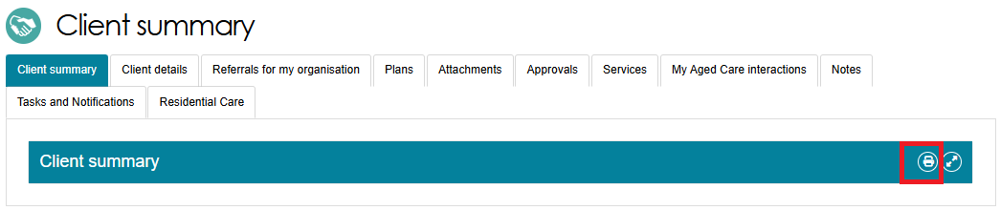 Client summary
Client summary Client details Referrals for my organisation Plans Attachments Approvals Services My Aged Care interactions Notes
Tasks and Notifications Residential Care
Client summary